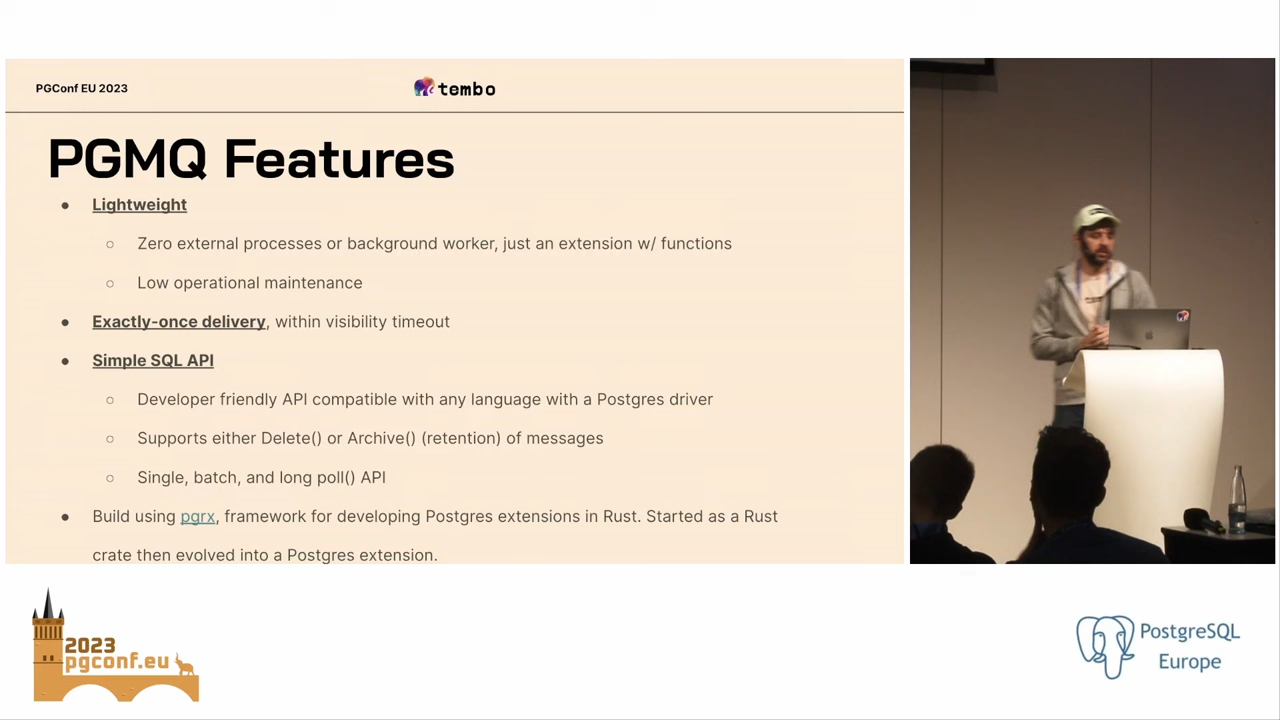 PGConf EU 2023
tembo
PGMQ Features
● Lightweight
○ Zero external processes or background worker, just an extension w/ functions
○ Low operational maintenance
● Exactly-once delivery, within visibility timeout
● Simple SQL API
○ Developer friendly API compatible with any language with a Postgres driver
○ Supports either Delete() or Archive() (retention) of messages
○ Single, batch, and long poll() API
● Build using pgrx, framework for developing Postgres extensions in Rust. Started as a Rust
crate then evolved into a Postgres extension.
2023
pgconf.eu
PostgreSQL
Europe